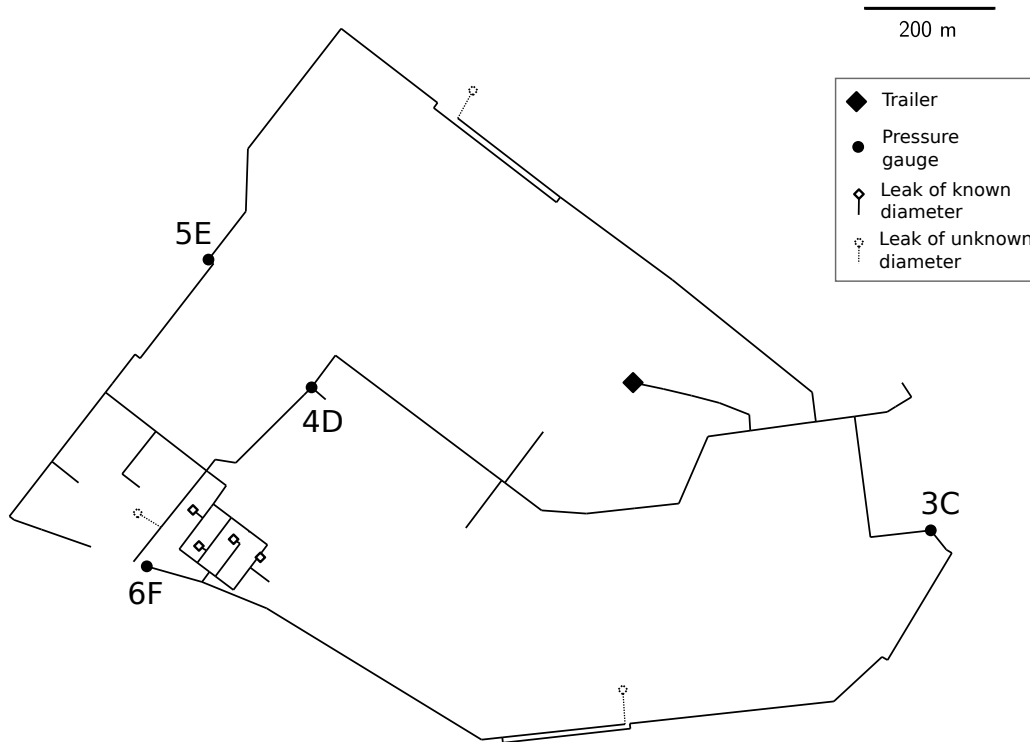 200 m
Trailer
Pressure
gauge
Leak of known
diameter
Leak of unknown
diameter
5E
4D
3C
6F